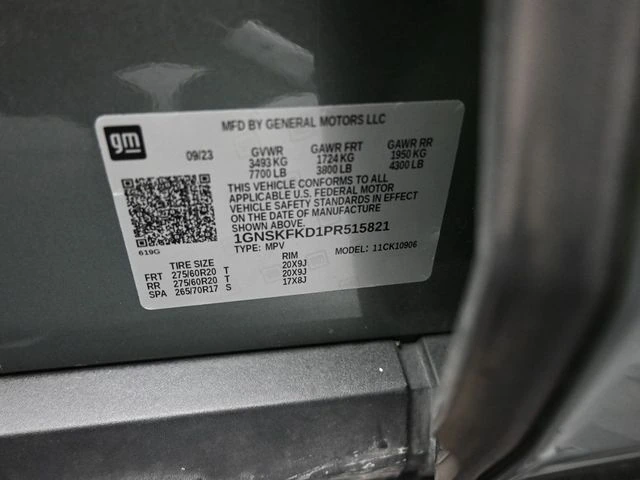 gm
MFD BY GENERAL MOTORS LLC
09/23 GVWR GAWR FRT GAWR RR
3493 KG 1724 KG 1950 KG
7700 LB 3800 LB 4300 LB
THIS VEHICLE CONFORMS TO ALL
APPLICABLE U.S. FEDERAL MOTOR
VEHICLE SAFETY STANDARDS IN EFFECT
ON THE DATE OF MANUFACTURE
1GNSKFKD1PR515821
TYPE: MPV MODEL: 11CK10906
619G
TIRE SIZE RIM
FRT 275/60R20 T 20X9J
RR 275/60R20 T 20X9J
SPA 265/70R17 S 17X8J